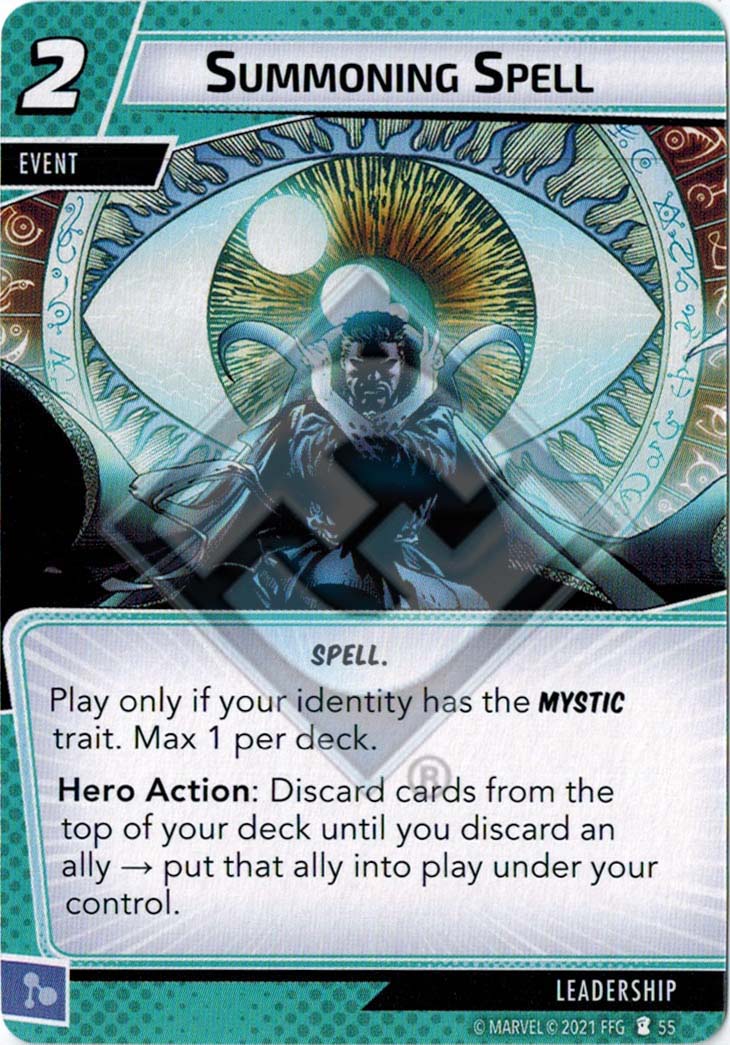 2
SUMMONING SPELL
EVENT
SPELL.
Play only if your identity has the MYSTIC
trait. Max 1 per deck.
Hero Action: Discard cards from the
top of your deck until you discard an
ally → put that ally into play under your
control.
®
LEADERSHIP
© MARVEL © 2021 FFG 55